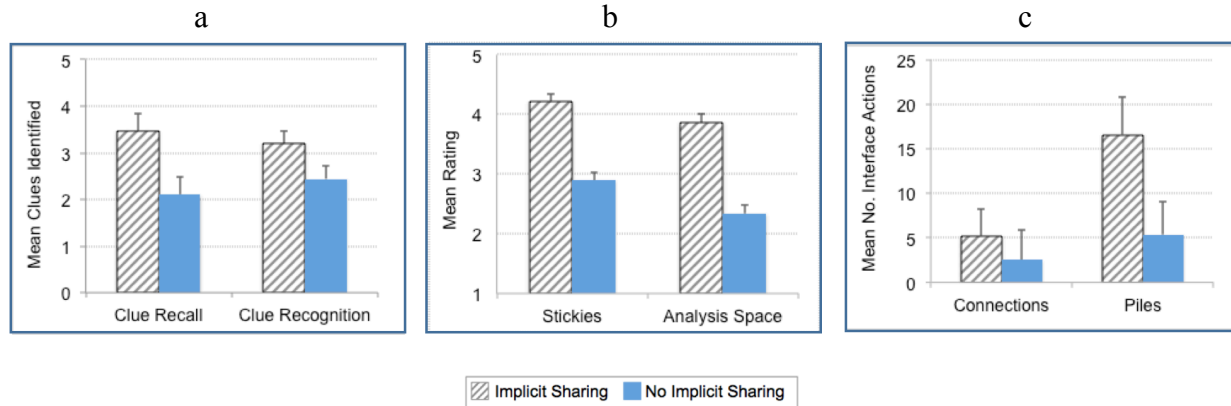 a
b
c
Mean Clues Identified
5
4
3
2
1
0
Clue Recall
Clue Recognition
Mean Rating
5
4
3
2
1
Stickies
Analysis Space
Mean No. Interface Actions
25
20
15
10
5
0
Connections
Piles
Implicit Sharing
No Implicit Sharing